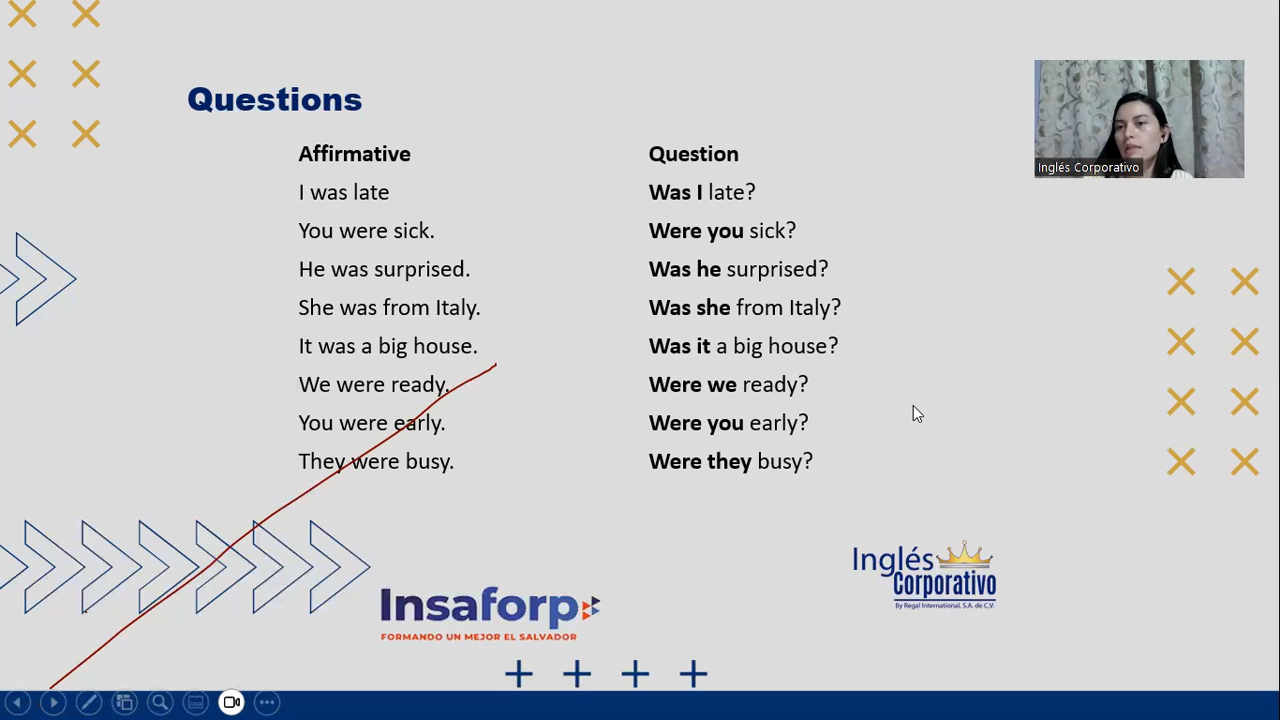 Questions
Affirmative
Question
I was late
Was I late?
You were sick.
Were you sick?
He was surprised.
Was he surprised?
She was from Italy.
Was she from Italy?
It was a big house.
Was it a big house?
We were ready.
Were we ready?
You were early.
Were you early?
They were busy.
Were they busy?
Inglés Corporativo
Inglés
Corporativo
By Regal International, S.A. de C.V.
Insaforp
FORMANDO UN MEJOR EL SALVADOR